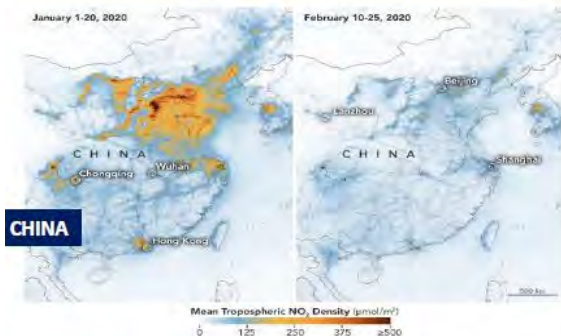 January 1-20, 2020
February 10-25, 2020
Beijing
Lanzhou
CHINA
CHINA
Wuhan
Chongqing
Shanghai
CHINA
Hong Kong
500 km
Mean Tropospheric NO₂ Density (µmol/m²)
0 125 250 375 ≥500